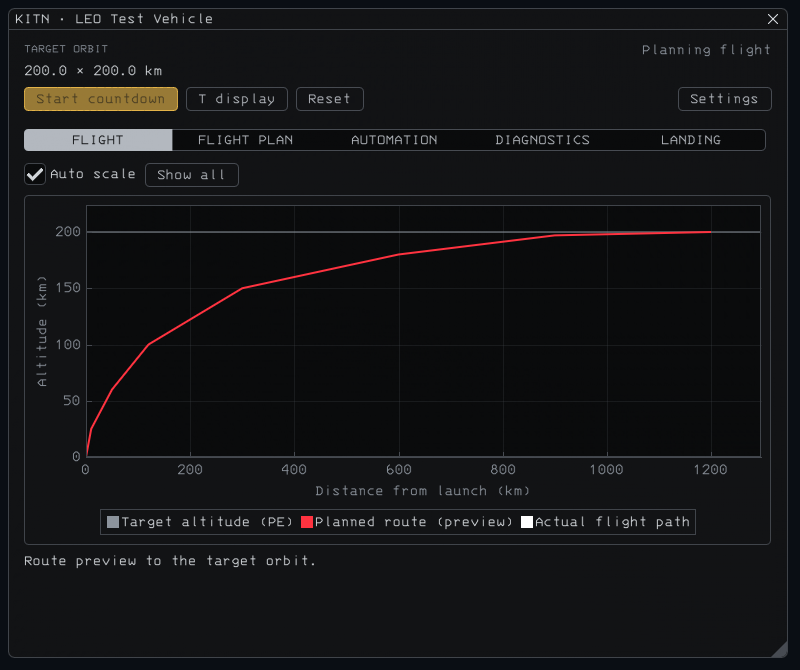 KITN · LEO Test Vehicle
TARGET ORBIT
Planning flight
200.0 × 200.0 km
Start countdown T display Reset Settings
FLIGHT FLIGHT PLAN AUTOMATION DIAGNOSTICS LANDING
Auto scale Show all
200
150
100
50
0
Altitude (km)
0 200 400 600 800 1000 1200
Distance from launch (km)
Target altitude (PE) Planned route (preview) Actual flight path
Route preview to the target orbit.